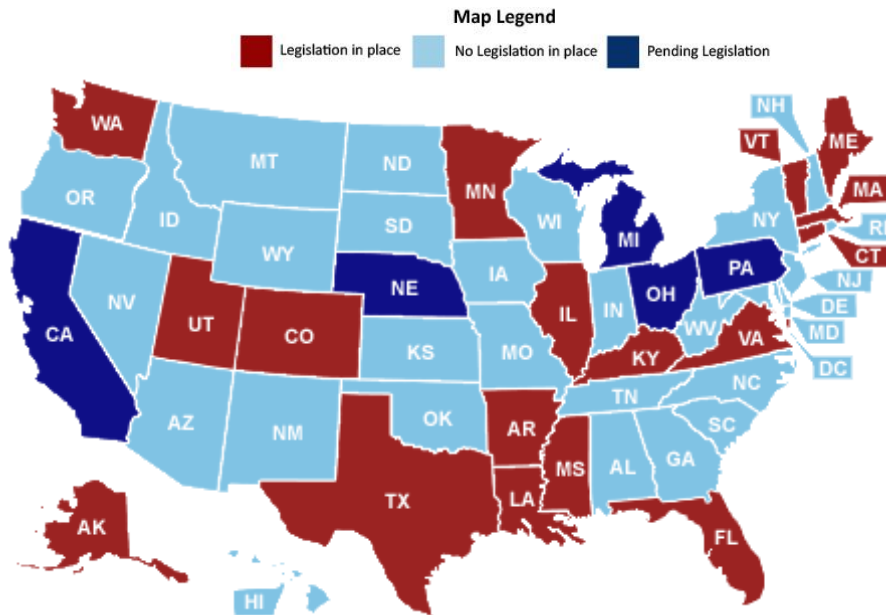 Map Legend
Legislation in place
No Legislation in place
Pending Legislation
NH
WA
VT
ME
MT
ND
MN
MA
OR
ID
SD
WI
NY
RI
WY
MI
CT
IA
PA
NE
NJ
NV
OH
IN
DE
UT
CO
IL
WV
MD
CA
KS
MO
VA
KY
DC
NC
TN
AZ
NM
OK
AR
SC
MS
AL
GA
TX
LA
AK
FL
HI